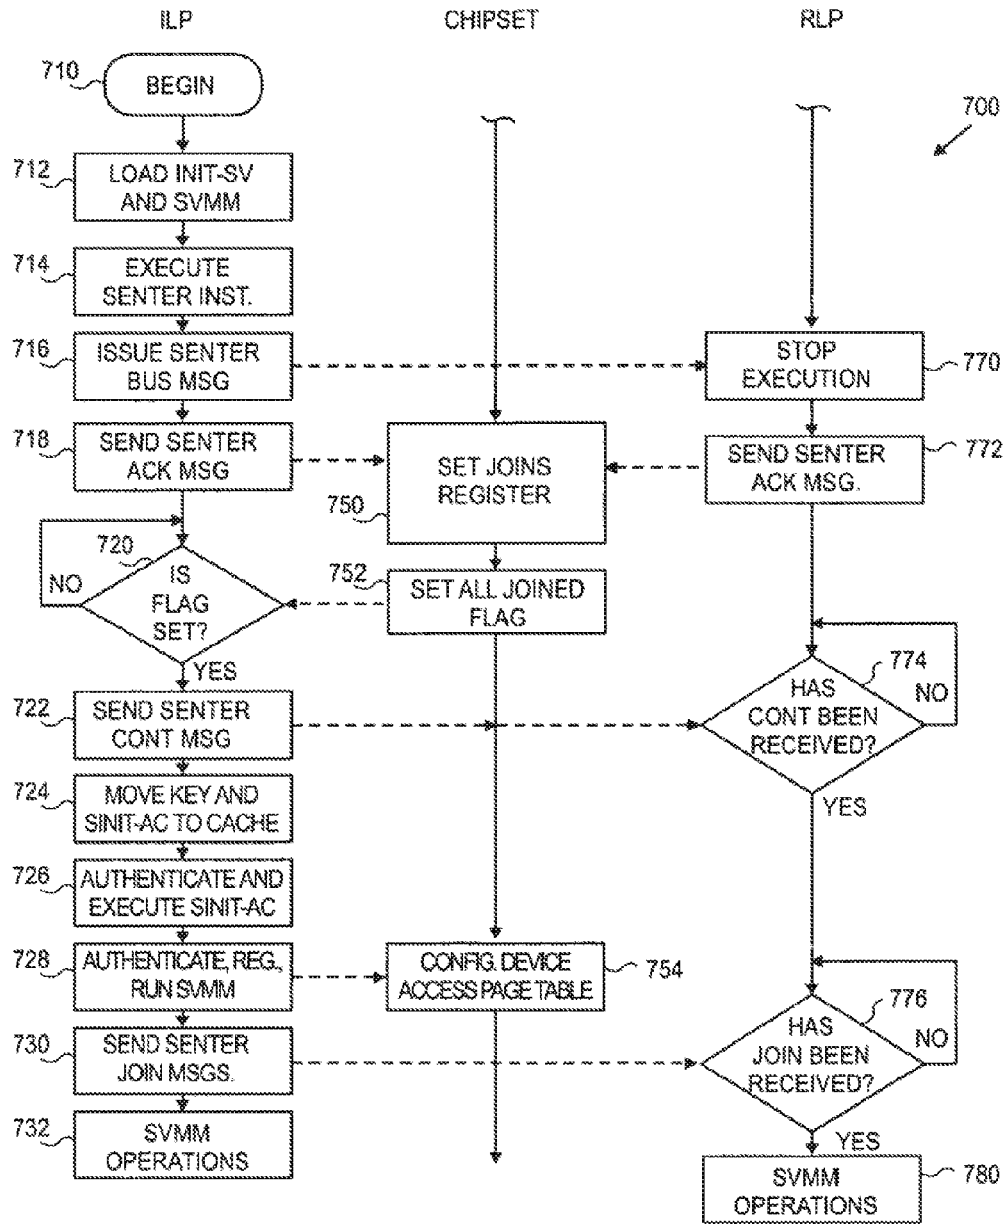 ILP
CHIPSET
RLP
710
BEGIN
700
712
LOAD INIT-SV
AND SVMM
714
EXECUTE
SENTER INST.
716
ISSUE SENTER
BUS MSG
STOP
EXECUTION
770
718
SEND SENTER
ACK MSG
SET JOINS
REGISTER
750
SEND SENTER
ACK MSG.
772
720
IS
FLAG
SET?
NO
YES
752
SET ALL JOINED
FLAG
774
HAS
CONT BEEN
RECEIVED?
NO
YES
722
SEND SENTER
CONT MSG
724
MOVE KEY AND
SINIT-AC TO CACHE
726
AUTHENTICATE AND
EXECUTE SINIT-AC
728
AUTHENTICATE, REG.,
RUN SVMM
CONFIG. DEVICE
ACCESS PAGE TABLE
754
776
HAS
JOIN BEEN
RECEIVED?
NO
YES
730
SEND SENTER
JOIN MSGS.
732
SVMM
OPERATIONS
SVMM
OPERATIONS
780